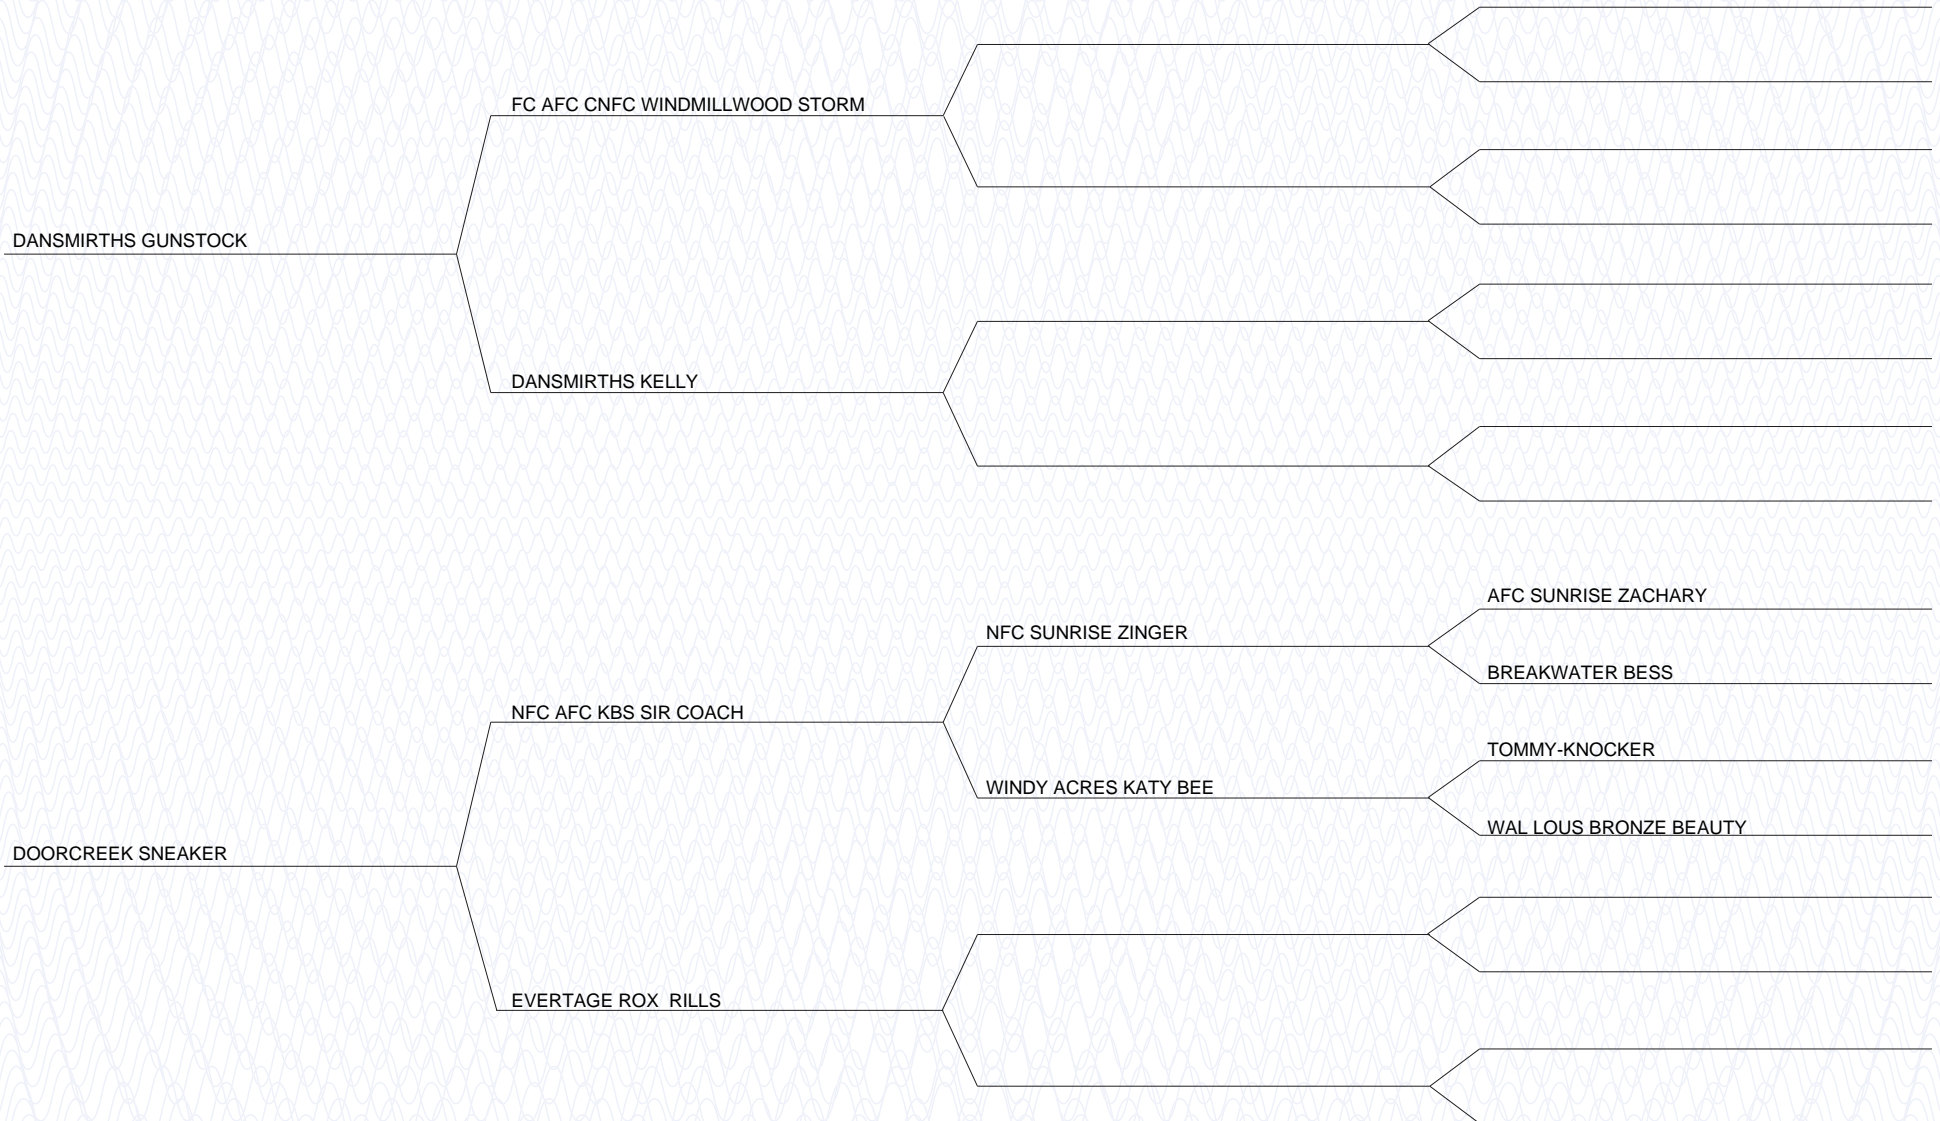 FC AFC CNFC WINDMILLWOOD STORM
DANSMIRTHS GUNSTOCK
DANSMIRTHS KELLY
AFC SUNRISE ZACHARY
NFC SUNRISE ZINGER
BREAKWATER BESS
NFC AFC KBS SIR COACH
TOMMY-KNOCKER
WINDY ACRES KATY BEE
WAL LOUS BRONZE BEAUTY
DOORCREEK SNEAKER
EVERTAGE ROX  RILLS